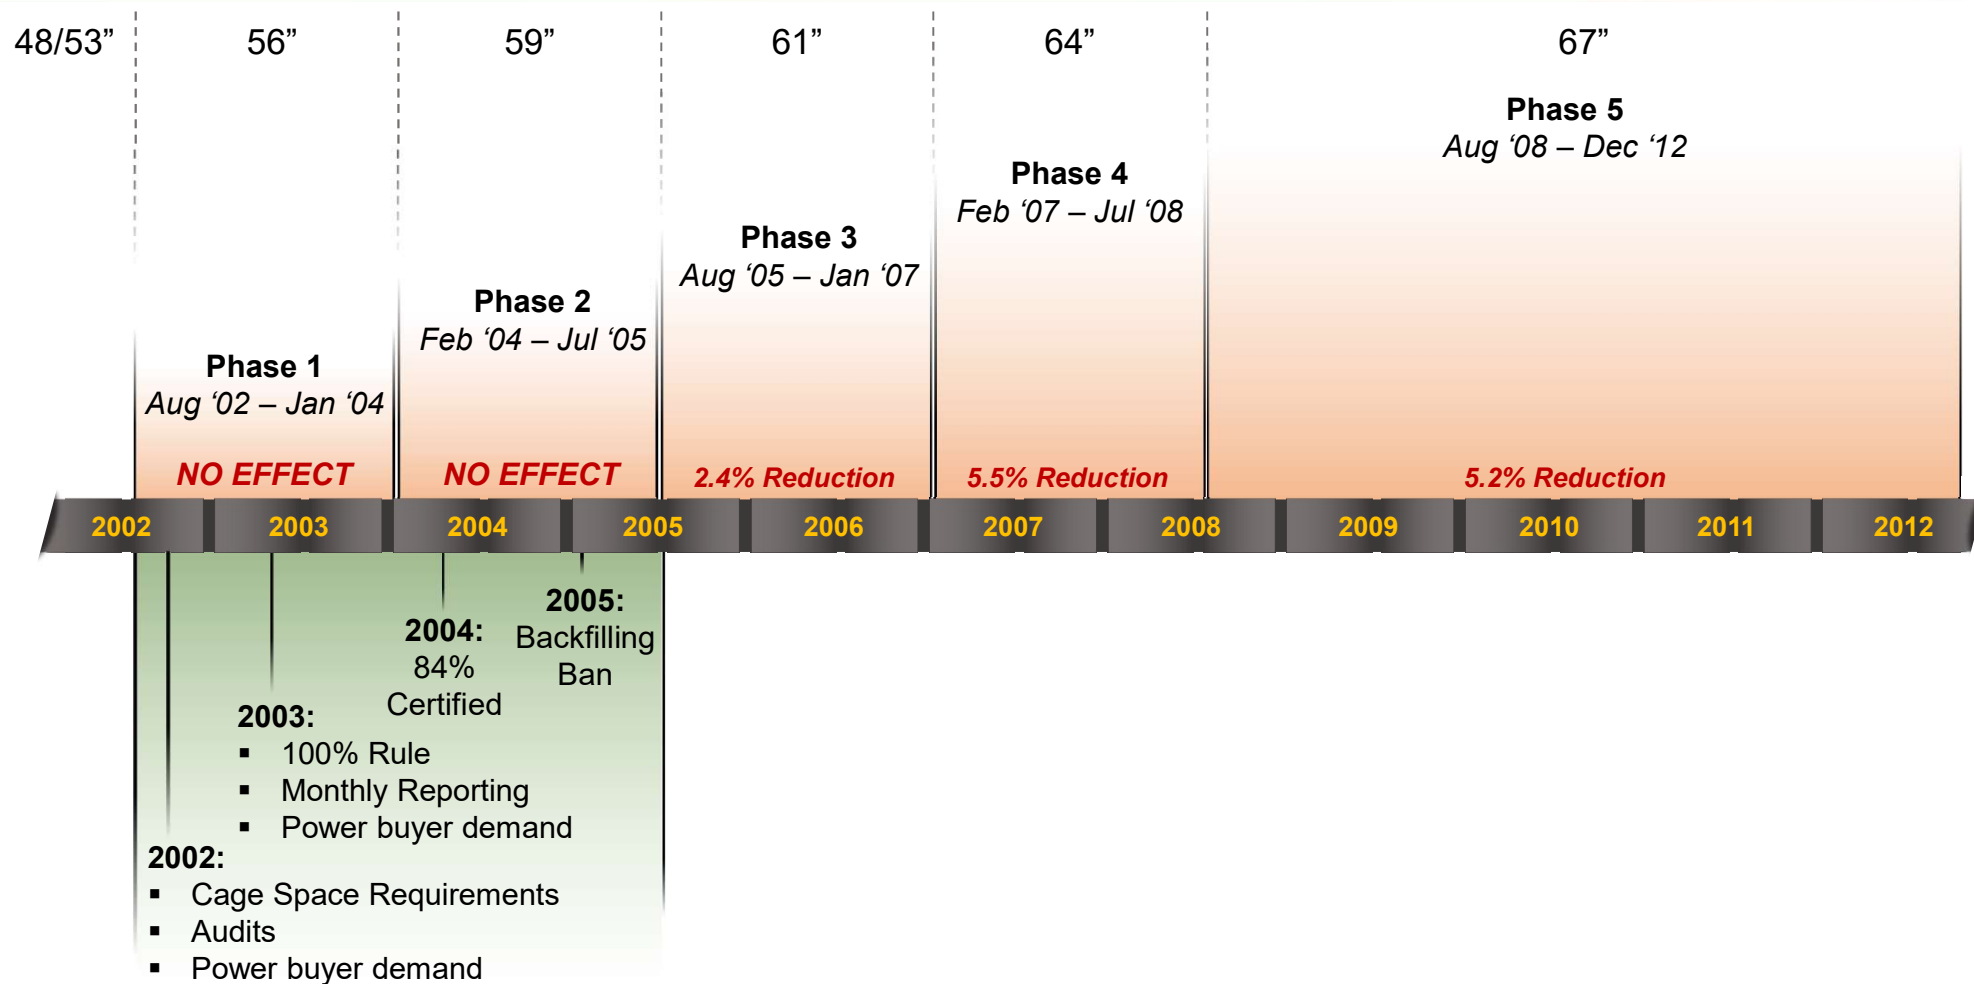 48/53”
56”
59”
61”
64”
67”
Phase 5
Aug ‘08 – Dec ‘12
Phase 4
Feb ‘07 – Jul ‘08
Phase 3
Aug ‘05 – Jan ‘07
Phase 2
Feb ‘04 – Jul ‘05
Phase 1
Aug ‘02 – Jan ‘04
NO EFFECT
NO EFFECT
2.4% Reduction
5.5% Reduction
5.2% Reduction
2002
2003
2004
2005
2006
2007
2008
2009
2010
2011
2012
2005:
Backfilling
Ban
2004:
84%
Certified
2003:
▪ 100% Rule
▪ Monthly Reporting
▪ Power buyer demand
2002:
▪ Cage Space Requirements
▪ Audits
▪ Power buyer demand